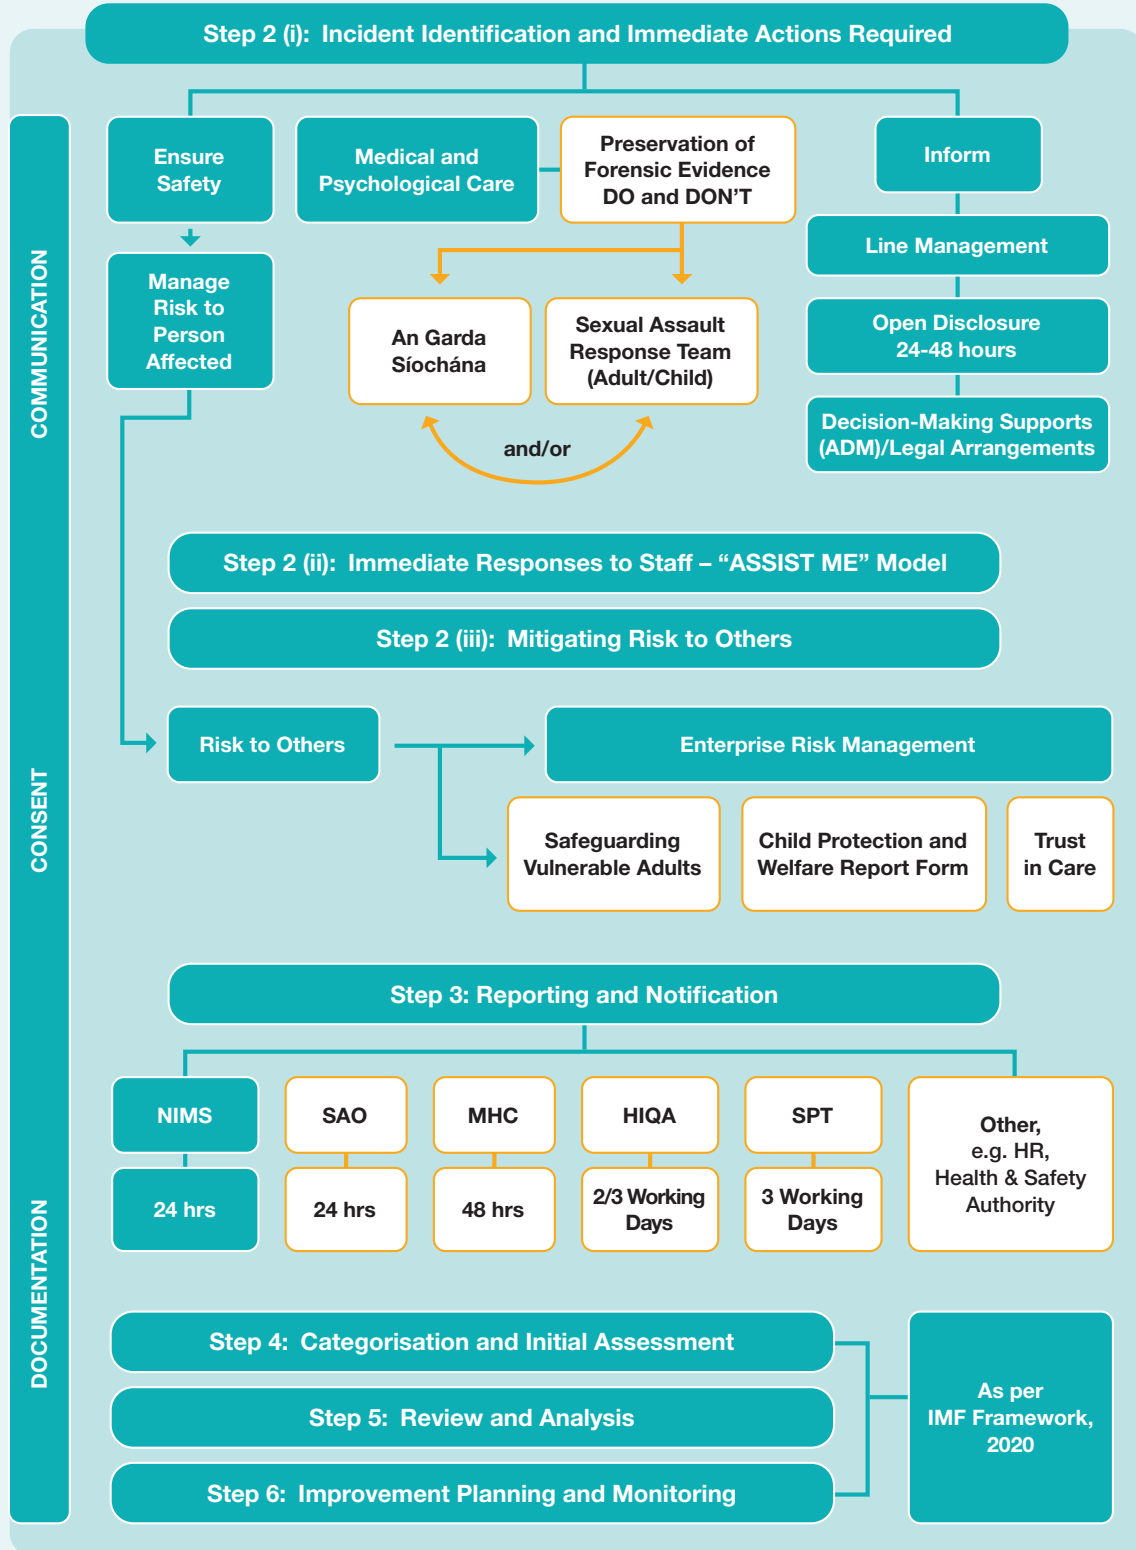 Step 2 (i): Incident Identification and Immediate Actions Required
COMMUNICATION
CONSENT
DOCUMENTATION
Ensure
Safety
Medical and
Psychological Care
Preservation of
Forensic Evidence
DO and DON'T
Inform
Manage
Risk to
Person
Affected
An Garda
Síochána
Sexual Assault
Response Team
(Adult/Child)
and/or
Line Management
Open Disclosure
24-48 hours
Decision-Making Supports
(ADM)/Legal Arrangements
Step 2 (ii): Immediate Responses to Staff – “ASSIST ME” Model
Step 2 (iii): Mitigating Risk to Others
Risk to Others
Enterprise Risk Management
Safeguarding
Vulnerable Adults
Child Protection and
Welfare Report Form
Trust
in Care
Step 3: Reporting and Notification
NIMS
24 hrs
SAO
24 hrs
MHC
48 hrs
HIQA
2/3 Working
Days
SPT
3 Working
Days
Other,
e.g. HR,
Health & Safety
Authority
Step 4: Categorisation and Initial Assessment
Step 5: Review and Analysis
Step 6: Improvement Planning and Monitoring
As per
IMF Framework,
2020